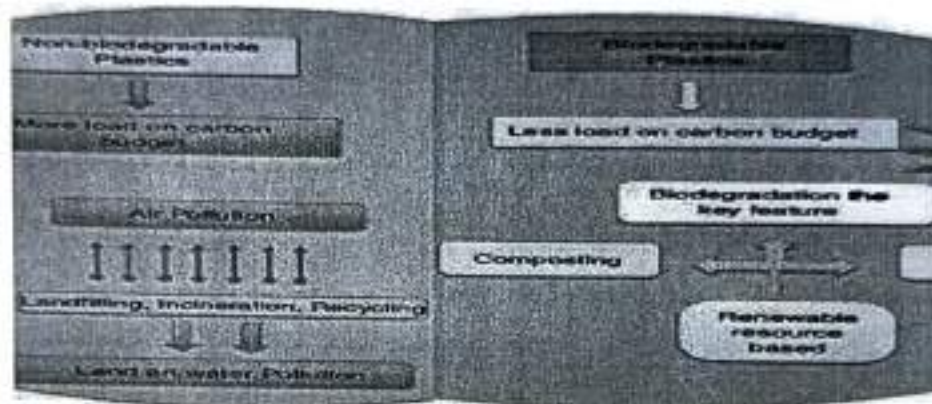 Non-biodegradable
Plastics
More load on carbon
budget
Air Pollution
Landfilling, Incineration, Recycling
Land an water Pollution
Biodegradable
Plastics
Less load on carbon budget
Biodegradation the
key feature
Composting
Renewable
resource
based